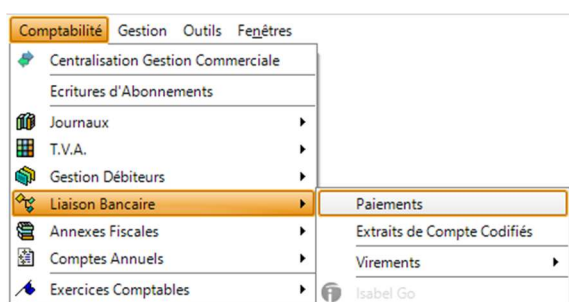 Comptabilité Gestion Outils Fenêtres
Centralisation Gestion Commerciale
Ecritures d'Abonnements
Journaux
T.V.A.
Gestion Débiteurs
Liaison Bancaire
Paiements
Annexes Fiscales
Extraits de Compte Codifiés
Comptes Annuels
Virements
Exercices Comptables
Isabel Go